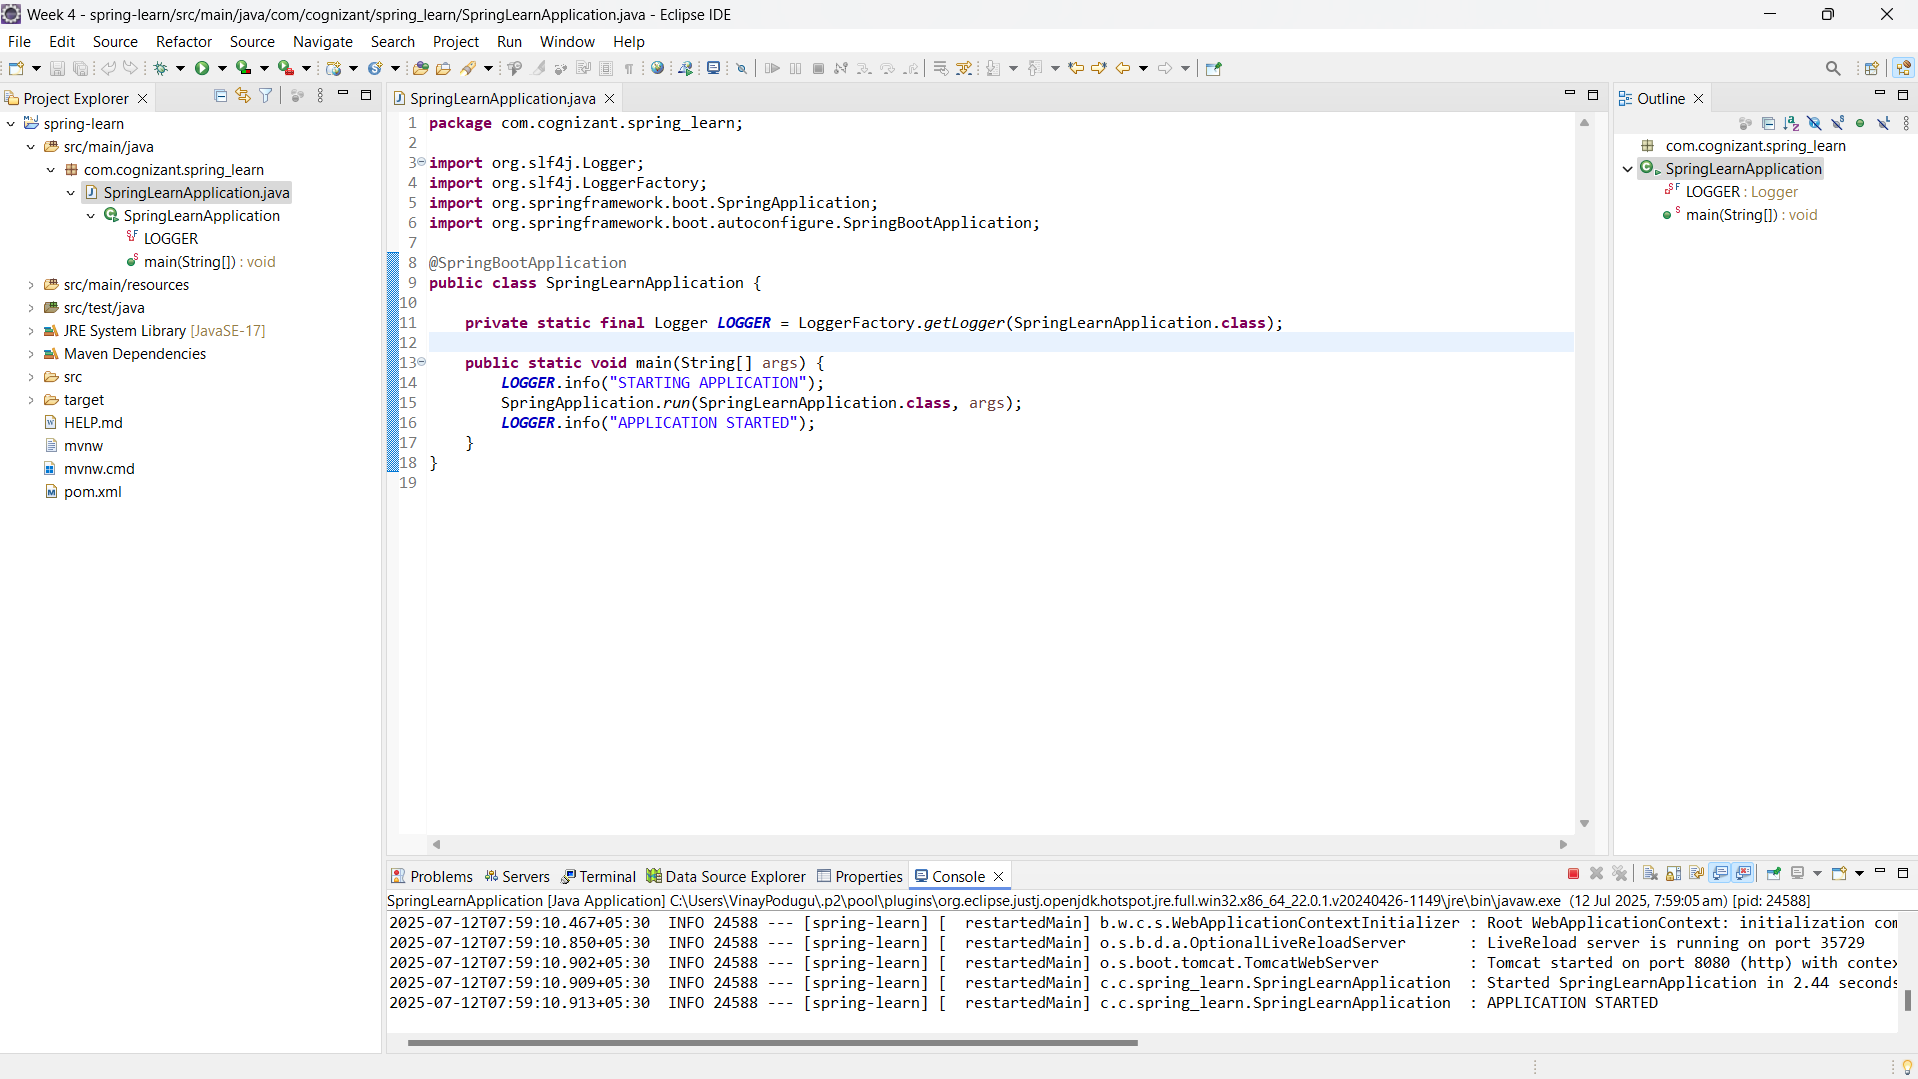 Week 4 - spring-learn/src/main/java/com/cognizant/spring_learn/SpringLearnApplication.java - Eclipse IDE
File Edit Source Refactor Source Navigate Search Project Run Window Help
Project Explorer
spring-learn
src/main/java
com.cognizant.spring_learn
SpringLearnApplication.java
SpringLearnApplication
LOGGER
main(String[]) : void
src/main/resources
src/test/java
JRE System Library [JavaSE-17]
Maven Dependencies
src
target
HELP.md
mvnw
mvnw.cmd
pom.xml
SpringLearnApplication.java
1 package com.cognizant.spring_learn;
2
3 import org.slf4j.Logger;
4 import org.slf4j.LoggerFactory;
5 import org.springframework.boot.SpringApplication;
6 import org.springframework.boot.autoconfigure.SpringBootApplication;
7
8 @SpringBootApplication
9 public class SpringLearnApplication {
10
11     private static final Logger LOGGER = LoggerFactory.getLogger(SpringLearnApplication.class);
12
13     public static void main(String[] args) {
14         LOGGER.info("STARTING APPLICATION");
15         SpringApplication.run(SpringLearnApplication.class, args);
16         LOGGER.info("APPLICATION STARTED");
17     }
18 }
19
Outline
com.cognizant.spring_learn
SpringLearnApplication
LOGGER : Logger
main(String[]) : void
Problems Servers Terminal Data Source Explorer Properties Console
SpringLearnApplication [Java Application] C:\Users\VinayPodugu\.p2\pool\plugins\org.eclipse.justj.openjdk.hotspot.jre.full.win32.x86_64_22.0.1.v20240426-1149\jre\bin\javaw.exe (12 Jul 2025, 7:59:05 am) [pid: 24588]
2025-07-12T07:59:10.467+05:30  INFO 24588 --- [spring-learn] [  restartedMain] b.w.c.s.WebApplicationContextInitializer : Root WebApplicationContext: initialization com
2025-07-12T07:59:10.850+05:30  INFO 24588 --- [spring-learn] [  restartedMain] o.s.b.d.a.OptionalLiveReloadServer       : LiveReload server is running on port 35729
2025-07-12T07:59:10.902+05:30  INFO 24588 --- [spring-learn] [  restartedMain] o.s.boot.tomcat.TomcatWebServer          : Tomcat started on port 8080 (http) with contex
2025-07-12T07:59:10.909+05:30  INFO 24588 --- [spring-learn] [  restartedMain] c.c.spring_learn.SpringLearnApplication  : Started SpringLearnApplication in 2.44 seconds
2025-07-12T07:59:10.913+05:30  INFO 24588 --- [spring-learn] [  restartedMain] c.c.spring_learn.SpringLearnApplication  : APPLICATION STARTED